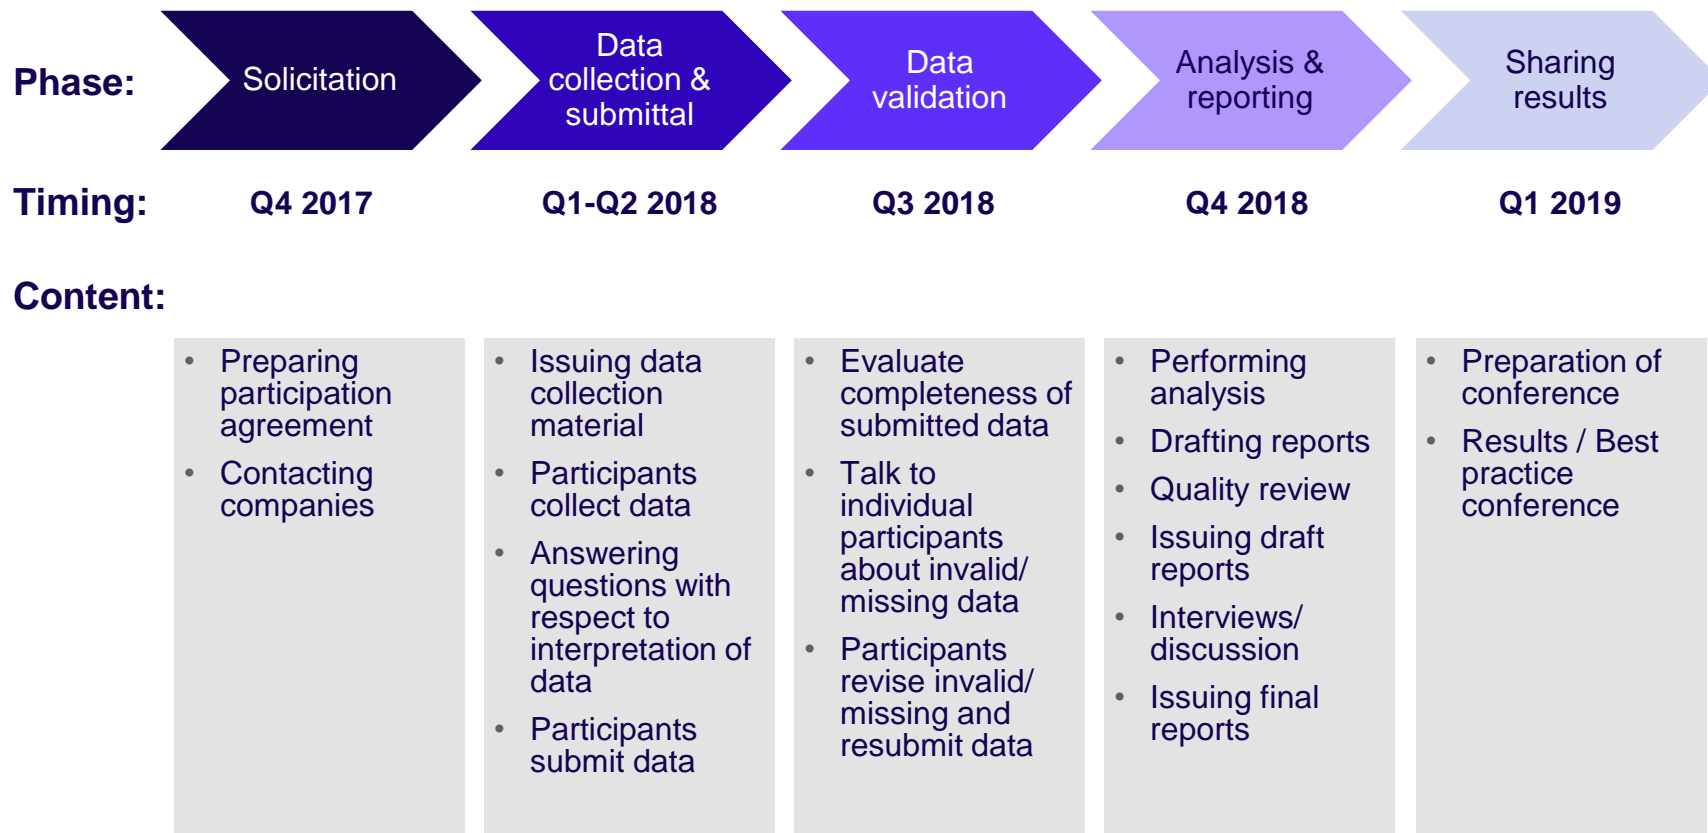 Phase:
Solicitation
Data
collection &
submittal
Data
validation
Analysis &
reporting
Sharing
results
Timing:
Q4 2017
Q1-Q2 2018
Q3 2018
Q4 2018
Q1 2019
Content:
• Preparing
participation
agreement
• Contacting
companies
• Issuing data
collection
material
• Participants
collect data
• Answering
questions with
respect to
interpretation of
data
• Participants
submit data
• Evaluate
completeness of
submitted data
• Talk to
individual
participants
about invalid/
missing data
• Participants
revise invalid/
missing and
resubmit data
• Performing
analysis
• Drafting reports
• Quality review
• Issuing draft
reports
• Interviews/
discussion
• Issuing final
reports
• Preparation of
conference
• Results / Best
practice
conference